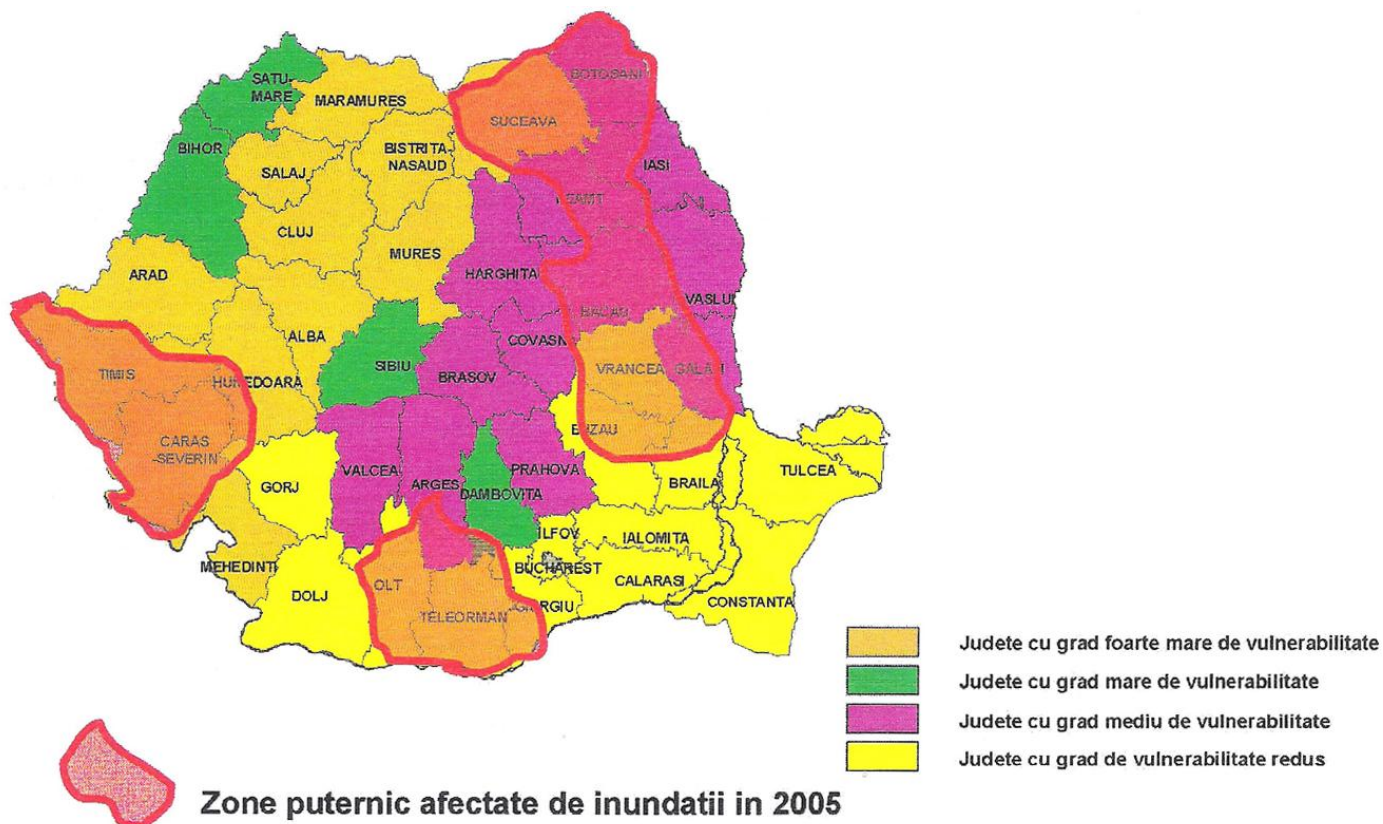 BOTOSANI
SATU-
MARE
MARAMURES
SUCEAVA
BIHOR
BISTRITA
NASAUD
IASI
SALAJ
CLUJ
MURES
HARGHITA
ARAD
VASLUI
BACAU
ALBA
COVASN
SIBIU
VRANCEA
TIMIS
HUNEDOARA
BRASOV
CARAS
-SEVERIN
BUZAU
VALCEA
PRAHOVA
TULCEA
GORJ
ARGES
DAMBOVITA
BRAILA
ILFOV
IALOMITA
MEHEDINTI
BUCHAREST
OLT
CALARASI
DOLJ
CONSTANTA
TELEORMAN
Judete cu grad foarte mare de vulnerabilitate
Judete cu grad mare de vulnerabilitate
Judete cu grad mediu de vulnerabilitate
Judete cu grad de vulnerabilitate redus
Zone puternic afectate de inundatii in 2005